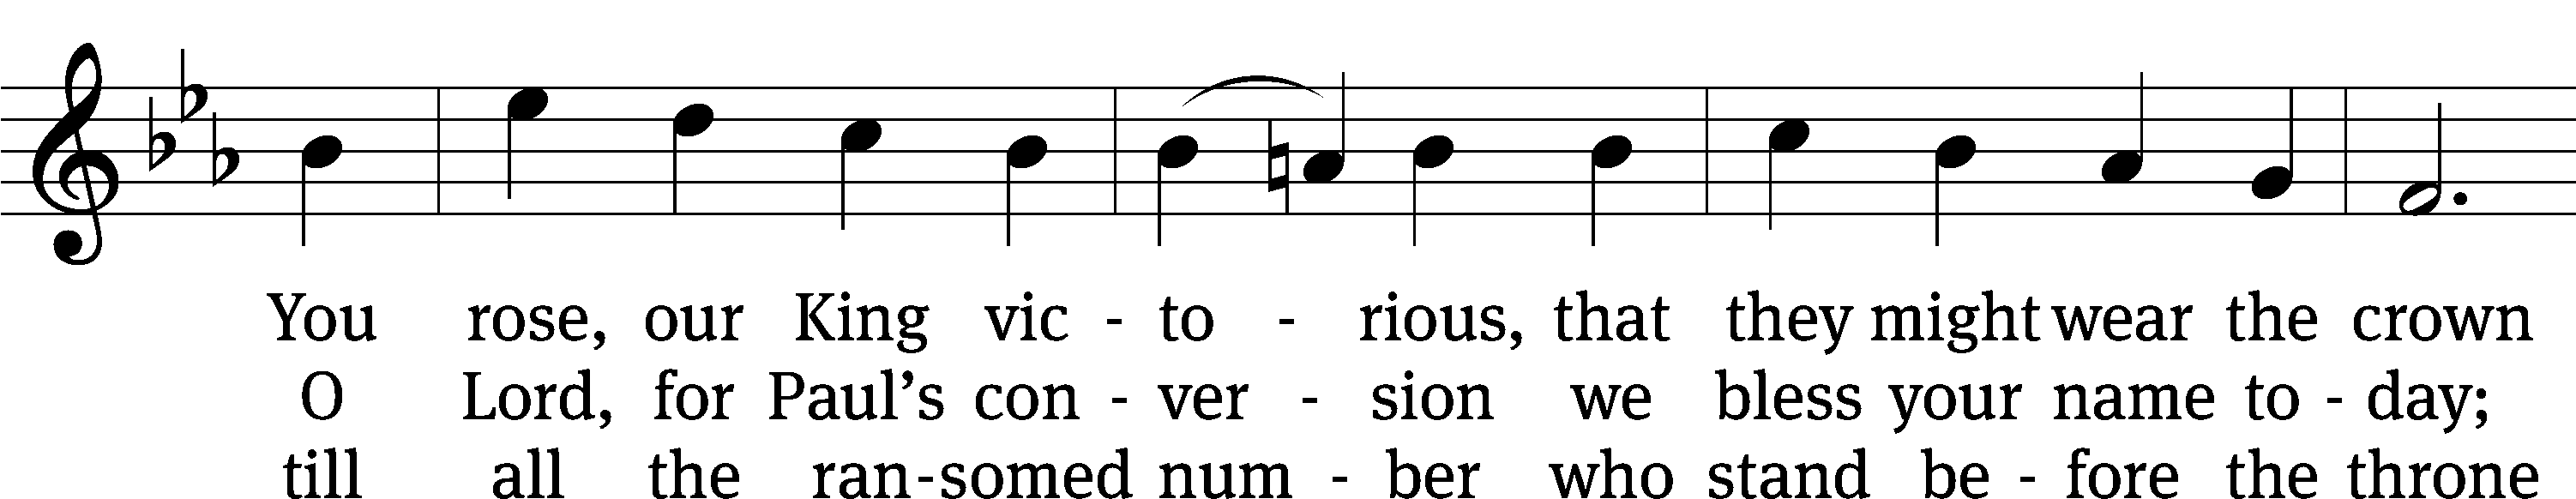 You rose, our King vic - to - rious, that they might wear the crown
O Lord, for Paul's con - ver - sion we bless your name to - day;
till all the ran - somed num - ber who stand be - fore the throne